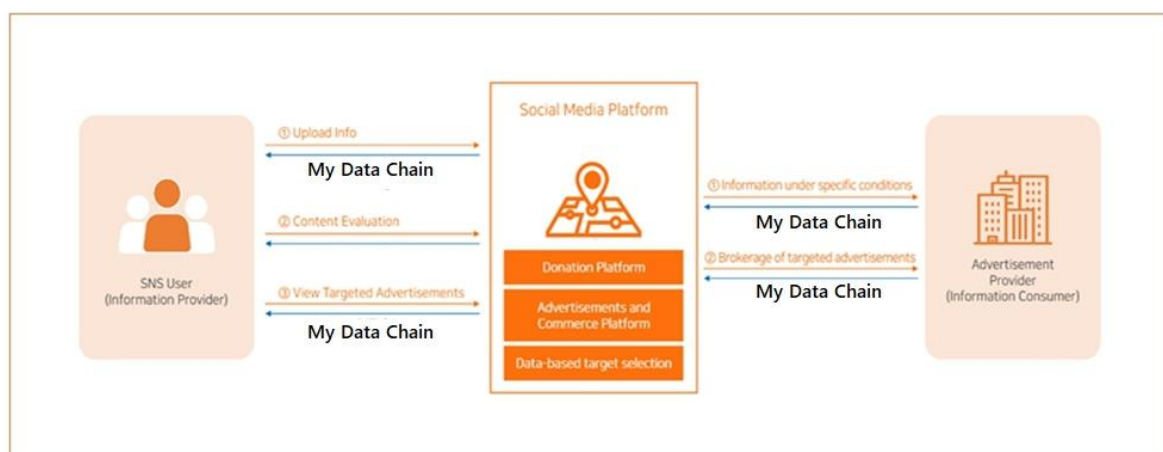 Social Media Platform
① Upload Info
My Data Chain
② Content Evaluation
③ View Targeted Advertisements
My Data Chain
SNS User
(Information Provider)
Donation Platform
Advertisements and
Commerce Platform
Data-based target selection
① Information under specific conditions
My Data Chain
② Brokerage of targeted advertisements
My Data Chain
Advertisement
Provider
(Information Consumer)